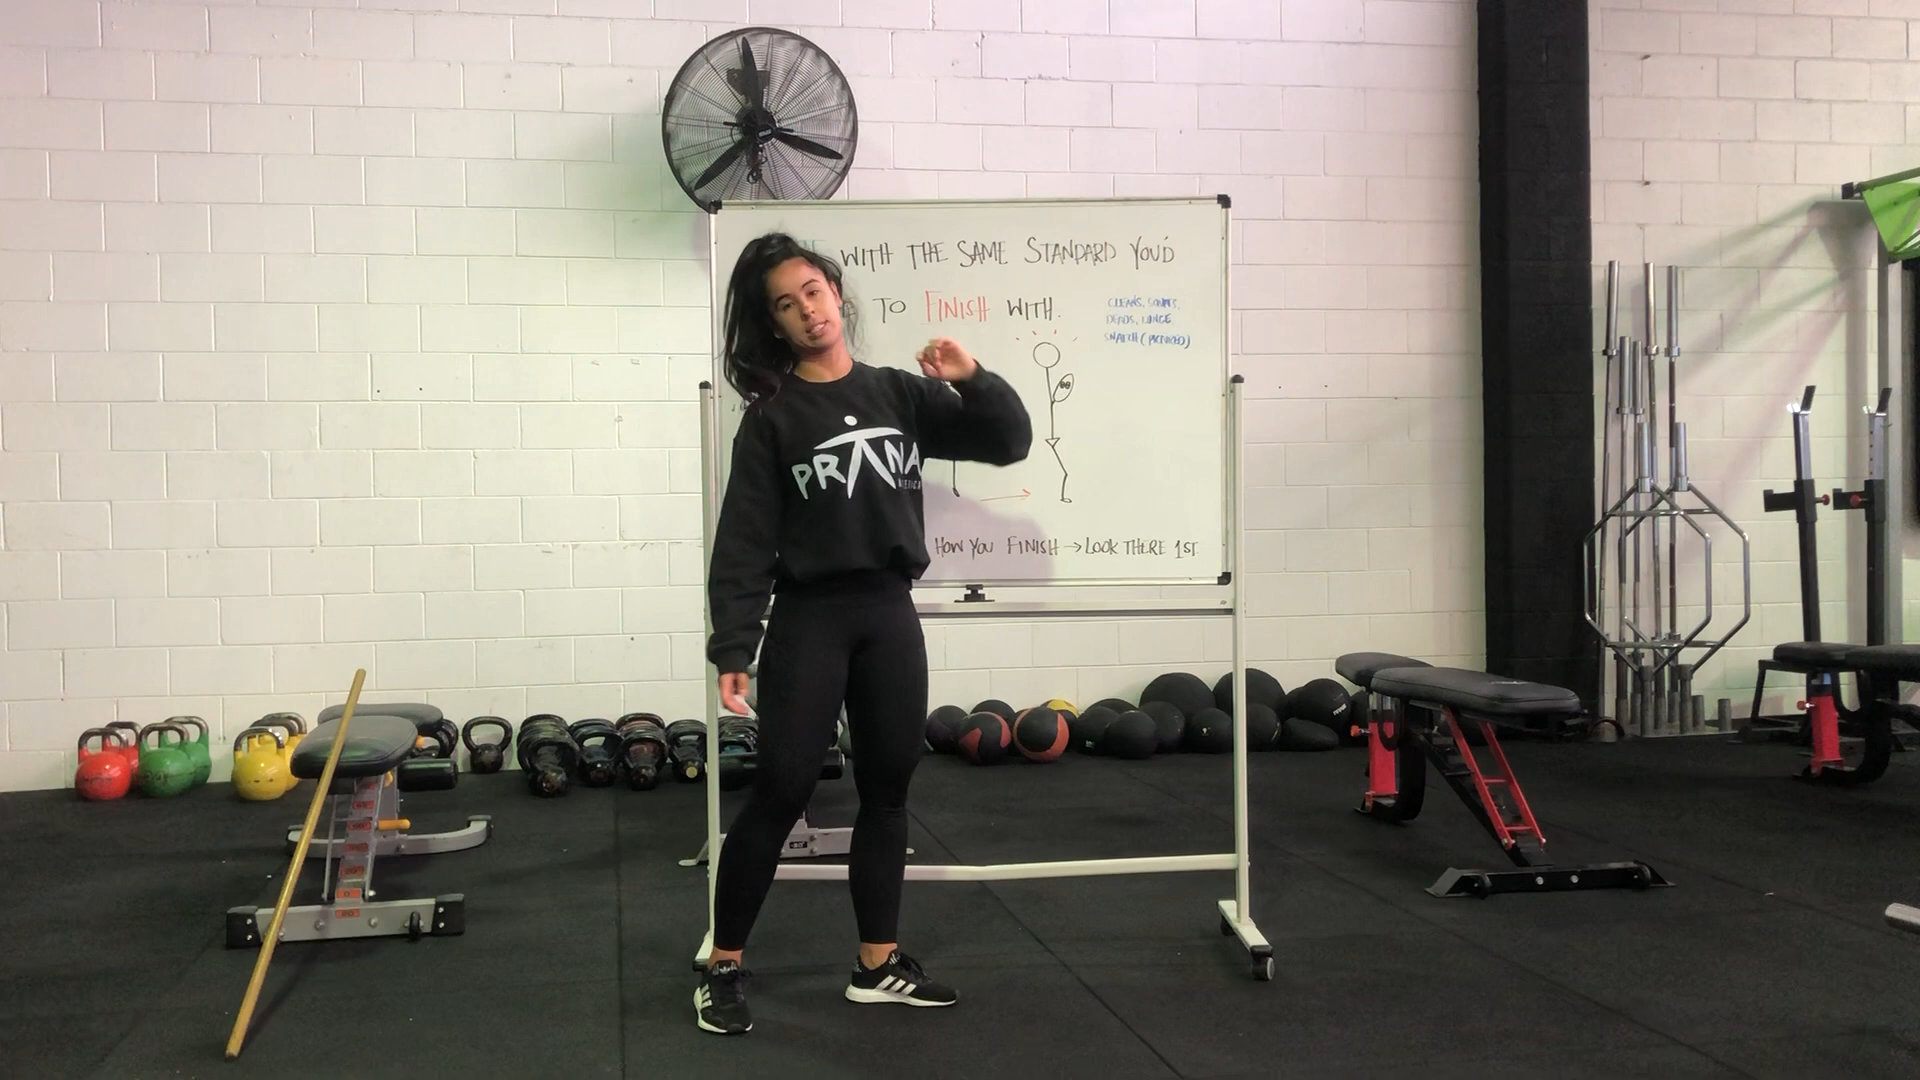 WITH THE SAME STANDARD YOU'D
TO FINISH WITH.
CLEANS, SQUATS,
DEADS, LUNGE
SNATCH (
PRANA
HOW YOU FINISH → LOOK THERE 1ST